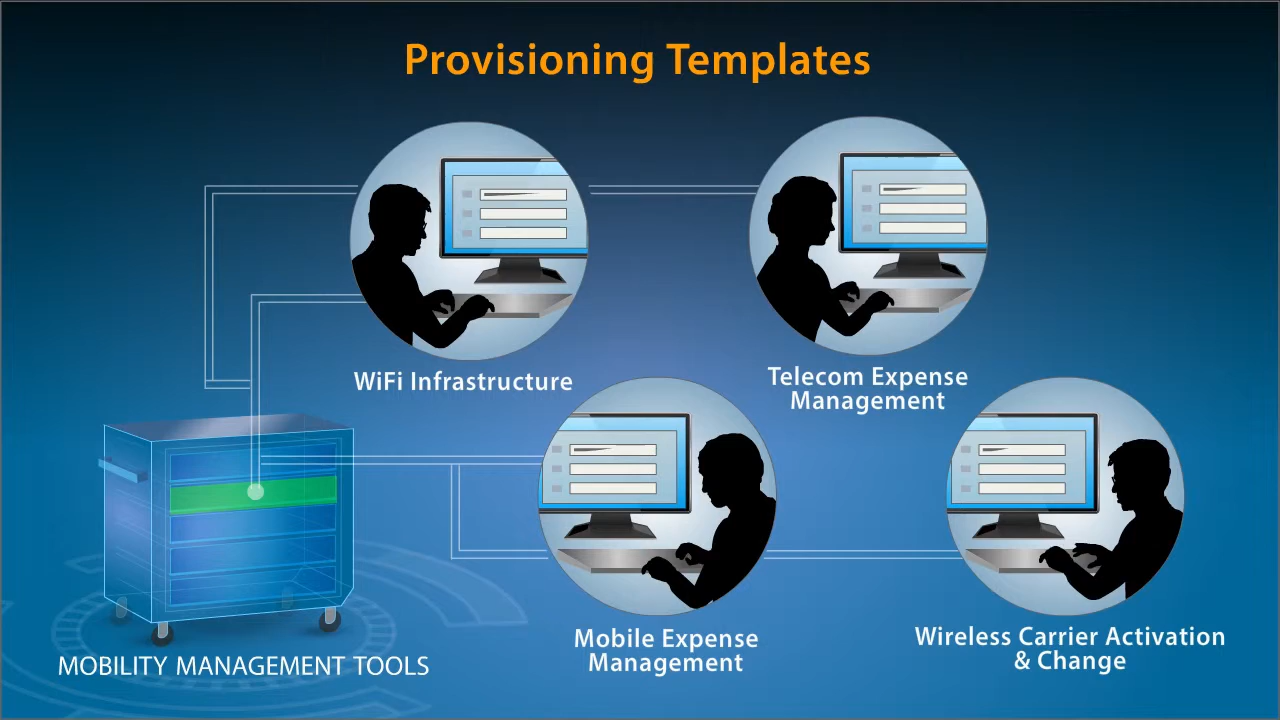 Provisioning Templates
WiFi Infrastructure
Telecom Expense
Management
Mobile Expense
Management
Wireless Carrier Activation
& Change
MOBILITY MANAGEMENT TOOLS